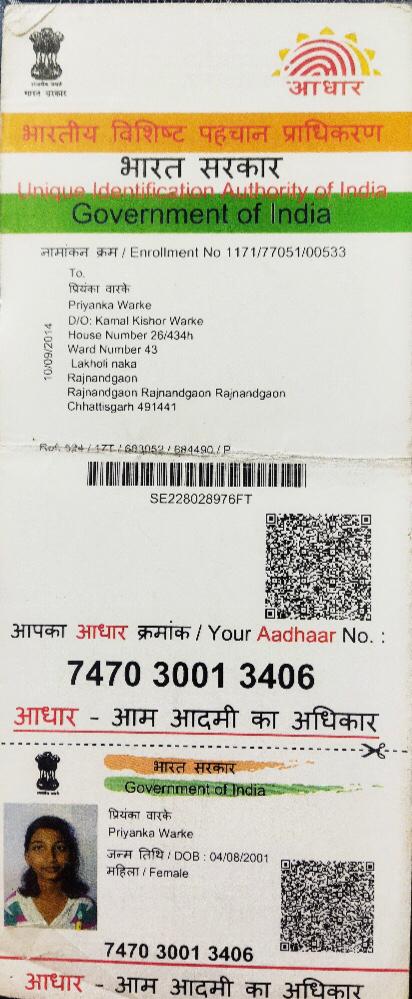 आधार
भारतीय विशिष्ट पहचान प्राधिकरण
भारत सरकार
Unique Identification Authority of India
Government of India
नामांकन क्रम / Enrollment No 1171/77051/00533
To,
प्रियंका वारके
Priyanka Warke
D/O: Kamal Kishor Warke
House Number 26/434h
Ward Number 43
Lakholi naka
Rajnandgaon
Rajnandgaon Rajnandgaon Rajnandgaon
Chhattisgarh 491441
10/09/2014
Ref: 524 / 17T / 683052 / 684490 / P
SE228028976FT
आपका आधार क्रमांक / Your Aadhaar No. :
7470 3001 3406
आधार - आम आदमी का अधिकार
भारत सरकार
Government of India
प्रियंका वारके
Priyanka Warke
जन्म तिथि / DOB : 04/08/2001
महिला / Female
7470 3001 3406
आधार - आम आदमी का अधिकार